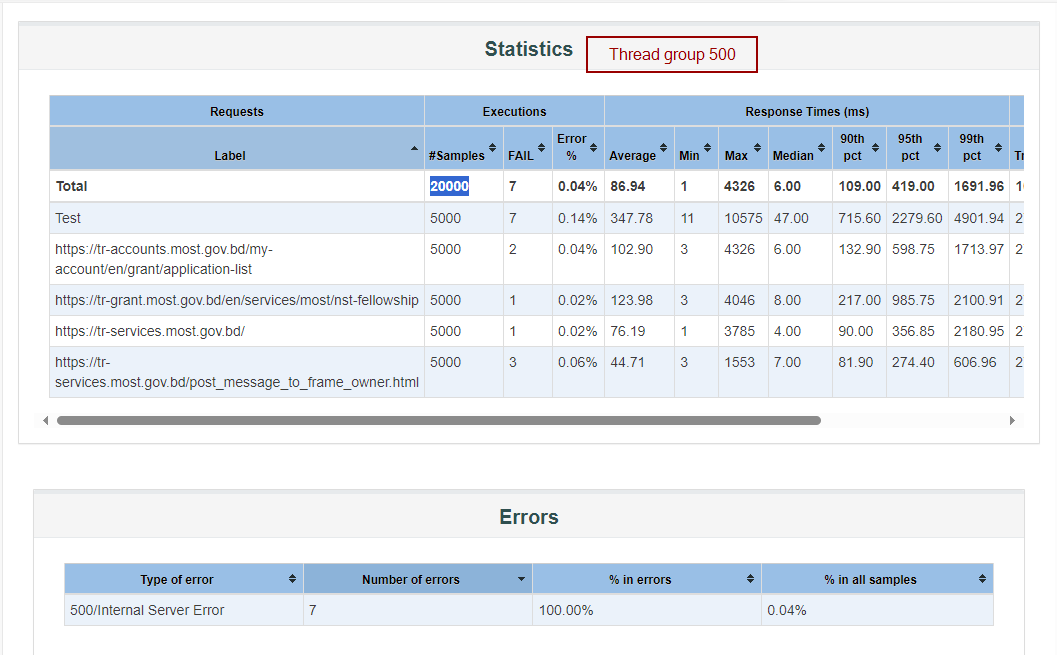 Statistics
Thread group 500
Requests Executions Response Times (ms)
Label #Samples FAIL Error % Average Min Max Median 90th pct 95th pct 99th pct
Total 20000 7 0.04% 86.94 1 4326 6.00 109.00 419.00 1691.96
Test 5000 7 0.14% 347.78 11 10575 47.00 715.60 2279.60 4901.94 2
https://tr-accounts.most.gov.bd/my-
account/en/grant/application-list 5000 2 0.04% 102.90 3 4326 6.00 132.90 598.75 1713.97 2
https://tr-grant.most.gov.bd/en/services/most/nst-fellowship 5000 1 0.02% 123.98 3 4046 8.00 217.00 985.75 2100.91 2
https://tr-services.most.gov.bd/ 5000 1 0.02% 76.19 1 3785 4.00 90.00 356.85 2180.95 2
https://tr-
services.most.gov.bd/post_message_to_frame_owner.html 5000 3 0.06% 44.71 3 1553 7.00 81.90 274.40 606.96 2
Errors
Type of error Number of errors % in errors % in all samples
500/Internal Server Error 7 100.00% 0.04%